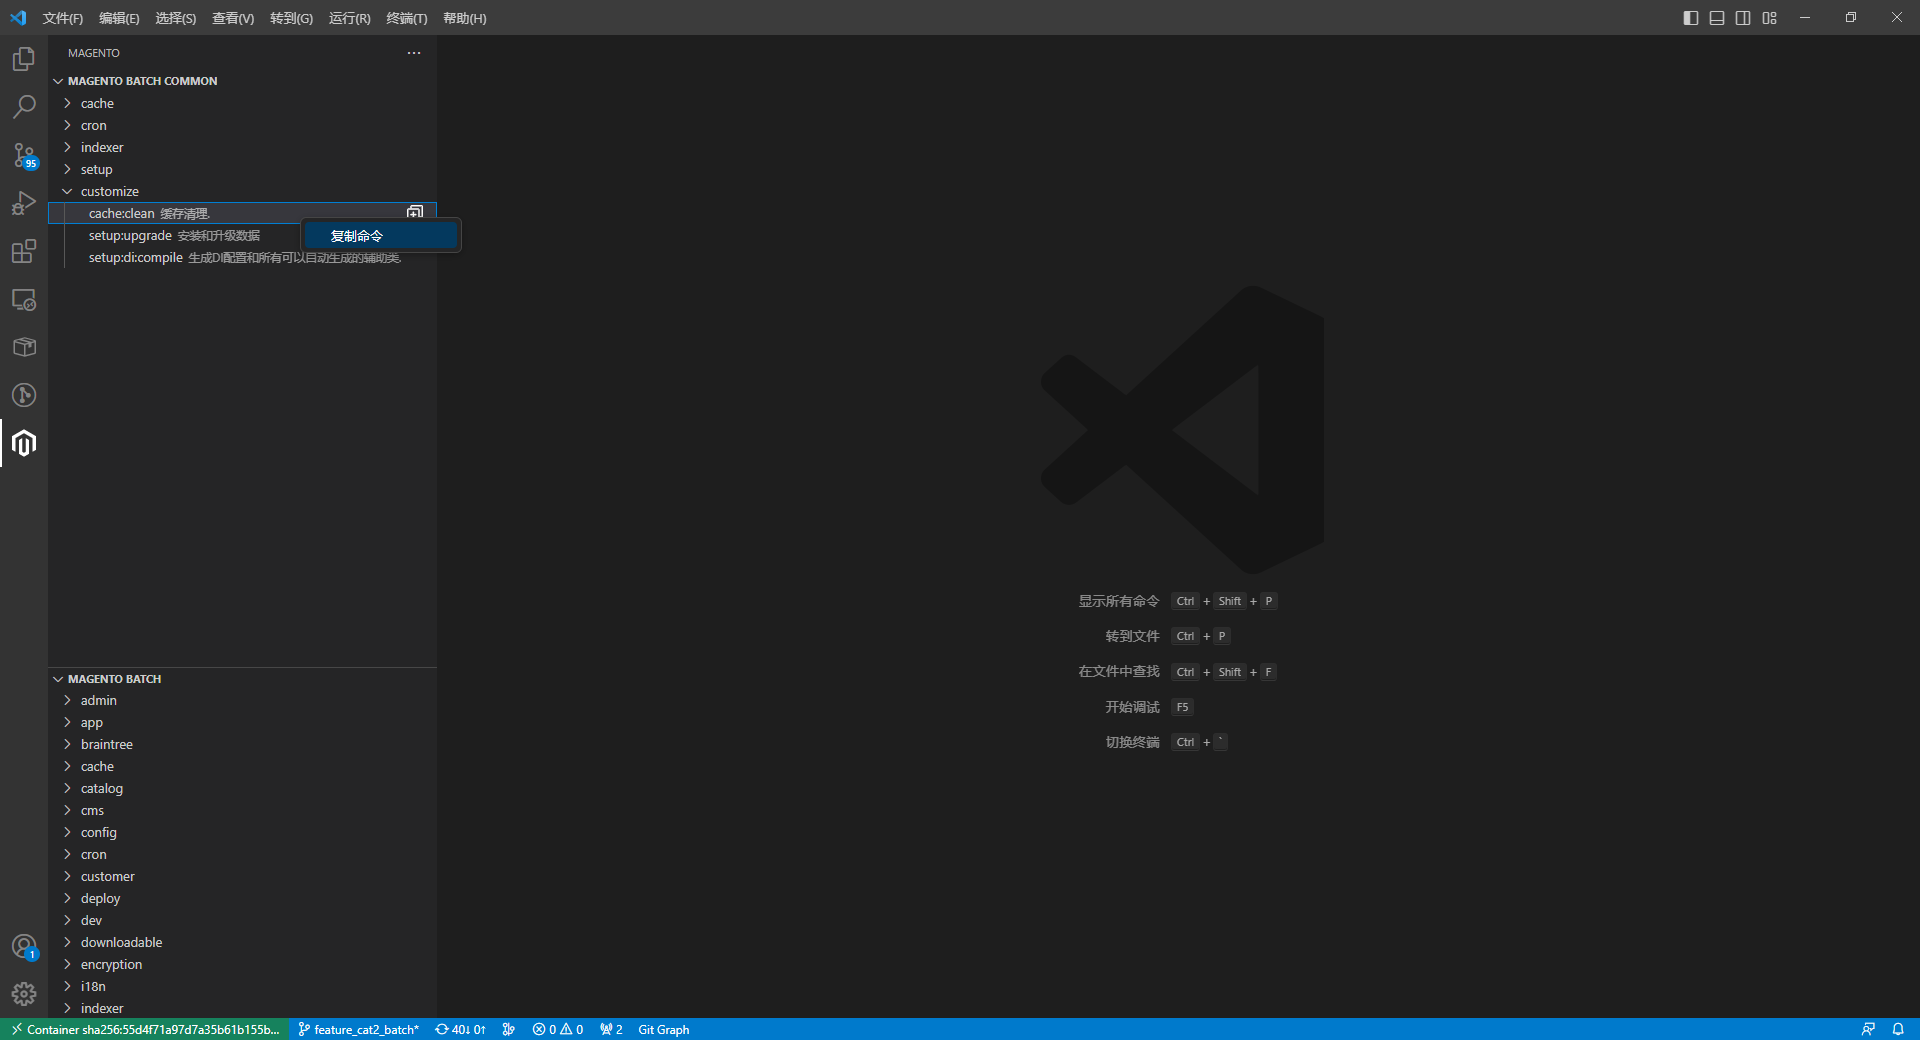 文件(F) 编辑(E) 选择(S) 查看(V) 转到(G) 运行(R) 终端(T) 帮助(H)
MAGENTO
MAGENTO BATCH COMMON
cache
cron
indexer
setup
customize
cache:clean 缓存清理.
setup:upgrade 安装和升级数据
复制命令
setup:di:compile 生成DI配置和所有可以自动生成的辅助类.
95
显示所有命令 Ctrl + Shift + P
转到文件 Ctrl + P
在文件中查找 Ctrl + Shift + F
开始调试 F5
切换终端 Ctrl + `
MAGENTO BATCH
admin
app
braintree
cache
catalog
cms
config
cron
customer
deploy
dev
downloadable
encryption
i18n
indexer
1
Container sha256:55d4f71a97d7a35b61b155b... feature_cat2_batch* 40↓ 0↑ 0 0 2 Git Graph